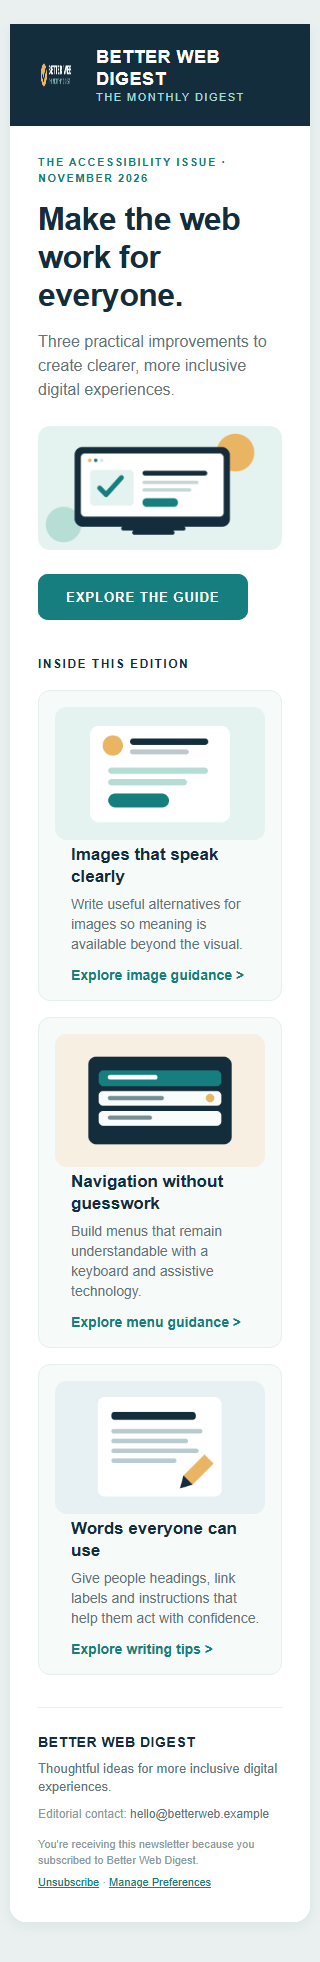 BETTER WEB
BETTER WEB
DIGEST
THE MONTHLY DIGEST
THE ACCESSIBILITY ISSUE ·
NOVEMBER 2026
Make the web
work for
everyone.
Three practical improvements to
create clearer, more inclusive
digital experiences.
EXPLORE THE GUIDE
INSIDE THIS EDITION
Images that speak
clearly
Write useful alternatives for
images so meaning is
available beyond the visual.
Explore image guidance >
Navigation without
guesswork
Build menus that remain
understandable with a
keyboard and assistive
technology.
Explore menu guidance >
Words everyone can
use
Give people headings, link
labels and instructions that
help them act with confidence.
Explore writing tips >
BETTER WEB DIGEST
Thoughtful ideas for more inclusive digital
experiences.
Editorial contact: hello@betterweb.example
You're receiving this newsletter because you
subscribed to Better Web Digest.
Unsubscribe · Manage Preferences